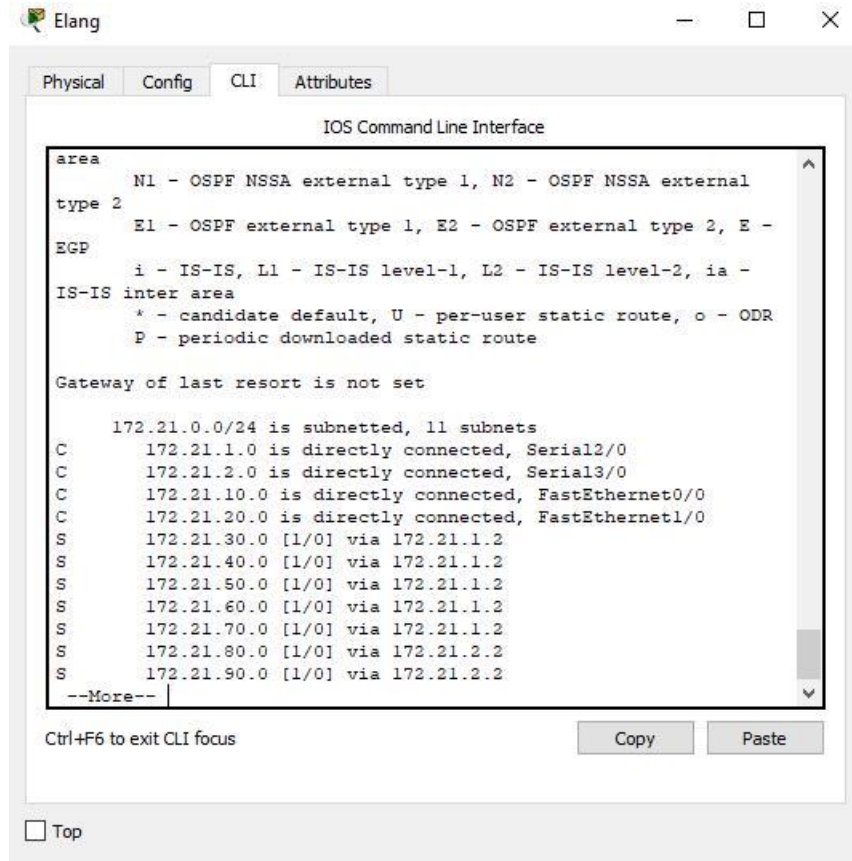 Elang
Physical Config CLI Attributes
IOS Command Line Interface
area
N1 - OSPF NSSA external type 1, N2 - OSPF NSSA external
type 2
E1 - OSPF external type 1, E2 - OSPF external type 2, E -
EGP
i - IS-IS, L1 - IS-IS level-1, L2 - IS-IS level-2, ia -
IS-IS inter area
* - candidate default, U - per-user static route, o - ODR
P - periodic downloaded static route
Gateway of last resort is not set
172.21.0.0/24 is subnetted, 11 subnets
C 172.21.1.0 is directly connected, Serial2/0
C 172.21.2.0 is directly connected, Serial3/0
C 172.21.10.0 is directly connected, FastEthernet0/0
C 172.21.20.0 is directly connected, FastEthernet1/0
S 172.21.30.0 [1/0] via 172.21.1.2
S 172.21.40.0 [1/0] via 172.21.1.2
S 172.21.50.0 [1/0] via 172.21.1.2
S 172.21.60.0 [1/0] via 172.21.1.2
S 172.21.70.0 [1/0] via 172.21.1.2
S 172.21.80.0 [1/0] via 172.21.2.2
S 172.21.90.0 [1/0] via 172.21.2.2
--More--
Ctrl+F6 to exit CLI focus Copy Paste
Top